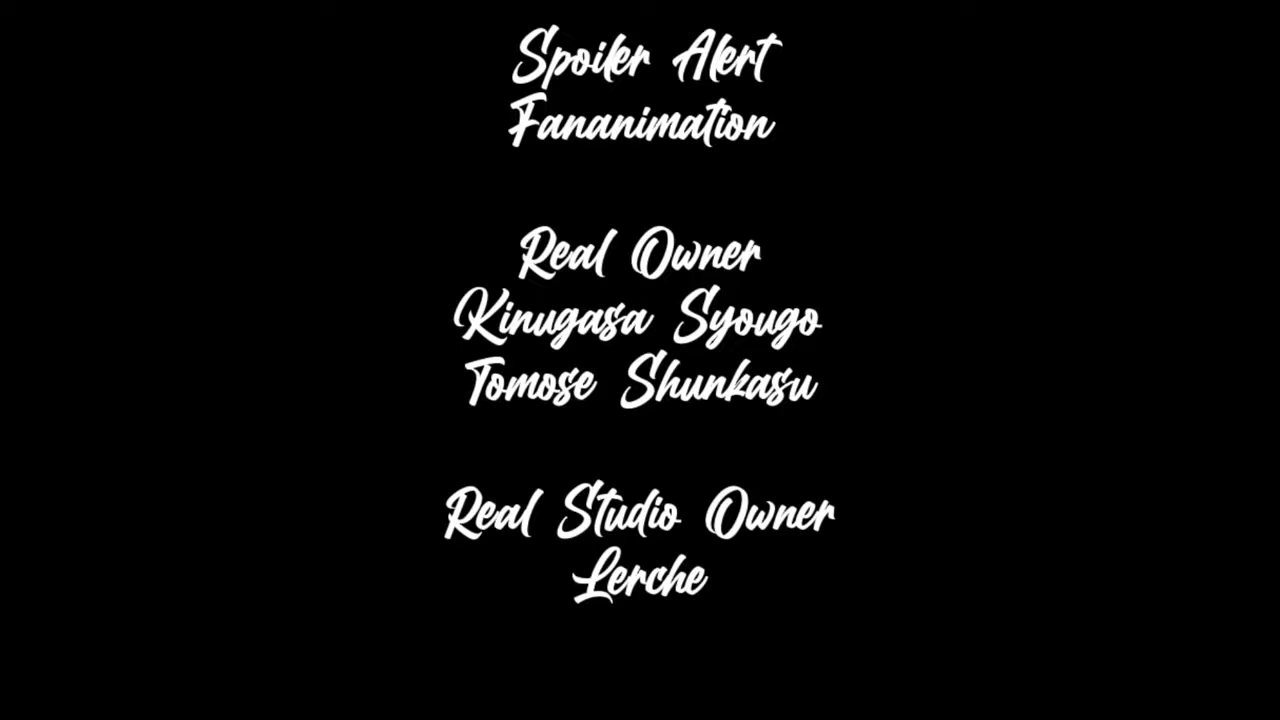 Spoiler Alert
Fananimation
Real Owner
Kinugasa Syougo
Tomose Shunkasu
Real Studio Owner
Lerche